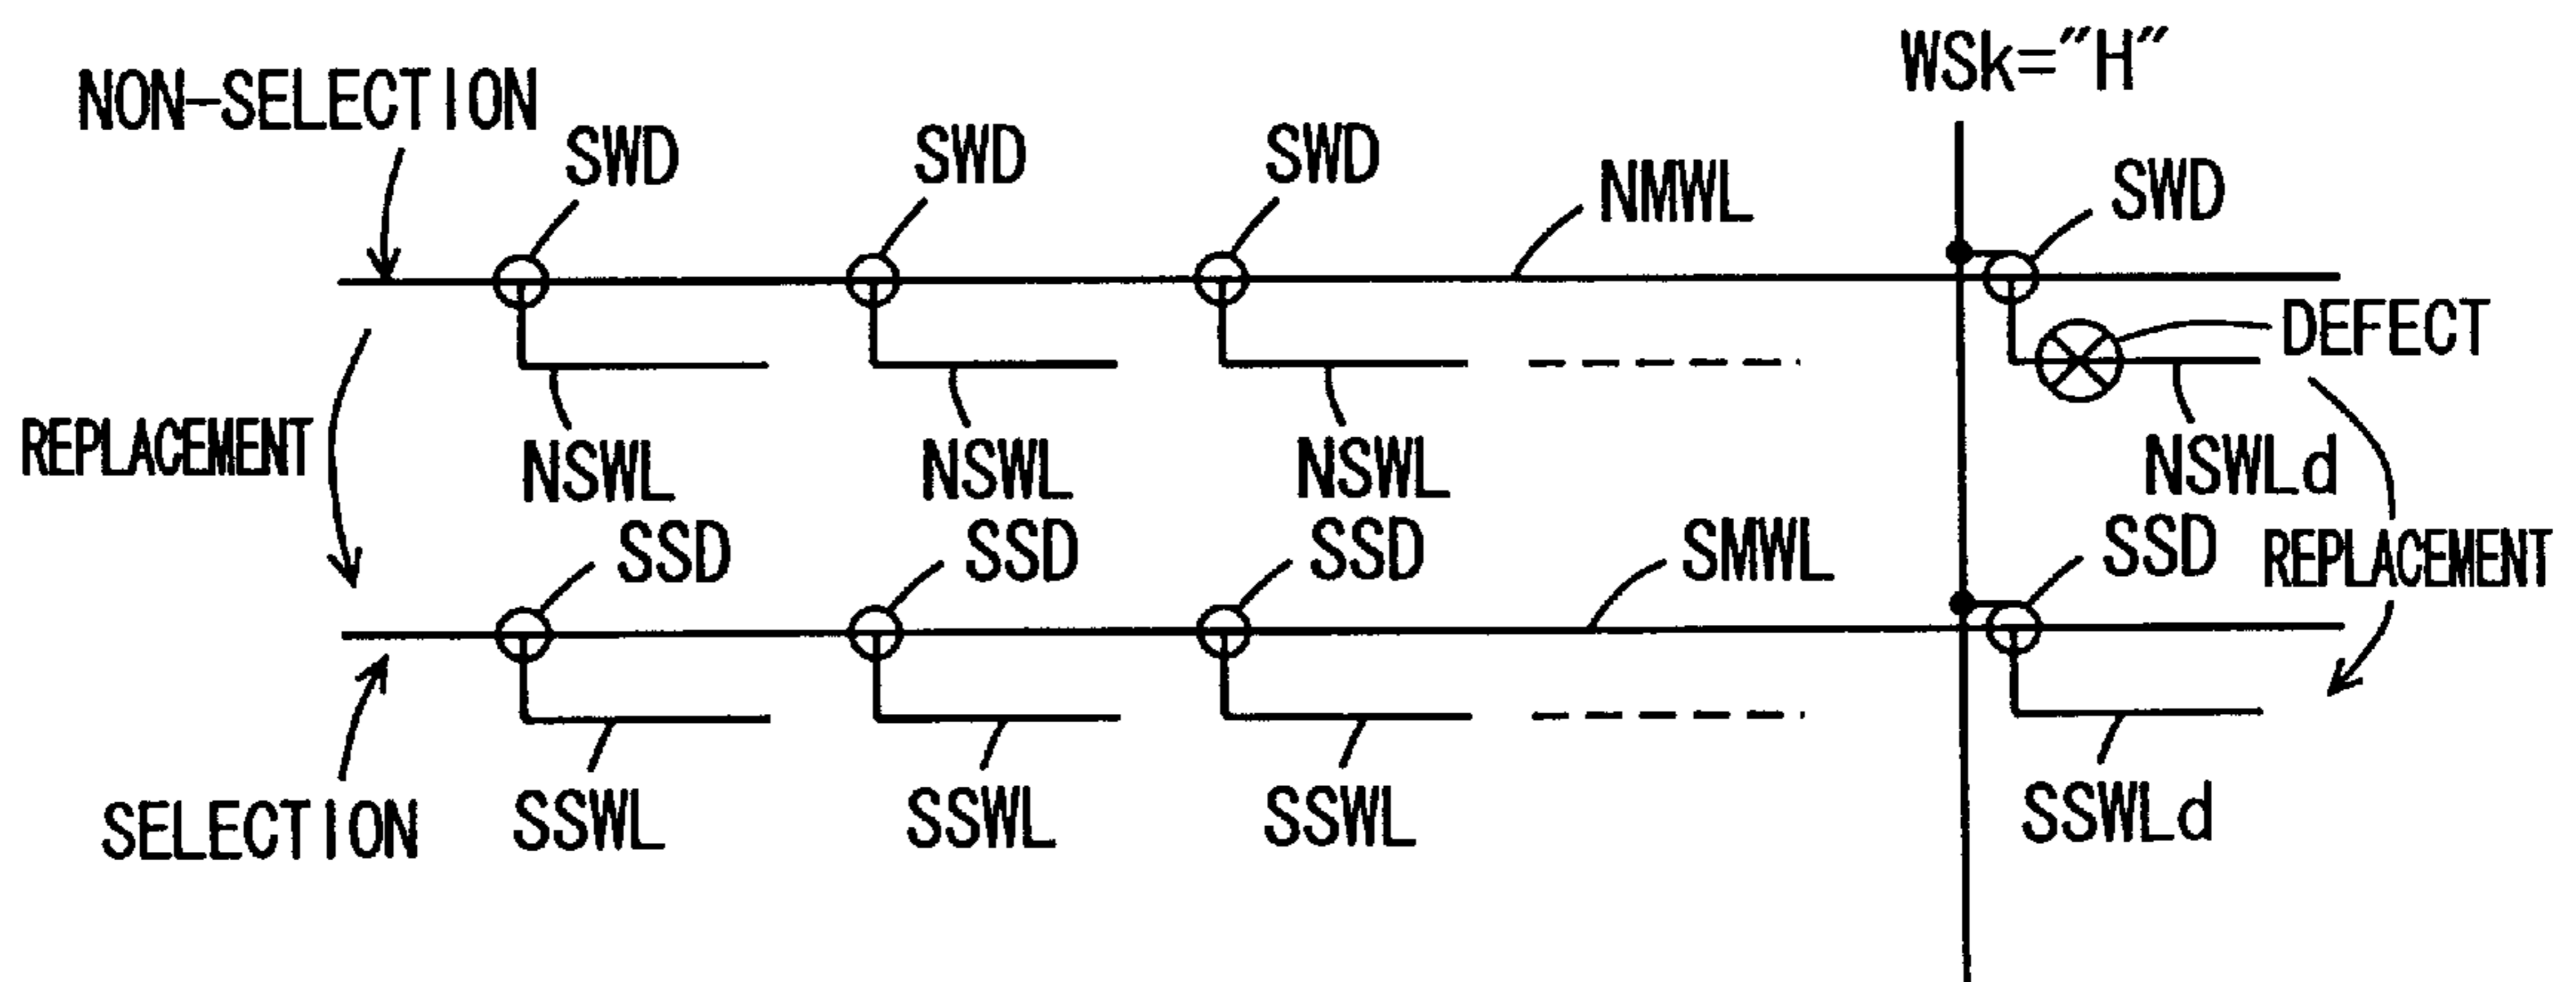 WSk="H"
NON-SELECTION
SWD SWD SWD NMWL SWD
DEFECT
REPLACEMENT NSWL NSWL NSWL NSWLd
SSD SSD SSD SMWL SSD REPLACEMENT
SELECTION SSWL SSWL SSWL SSWLd